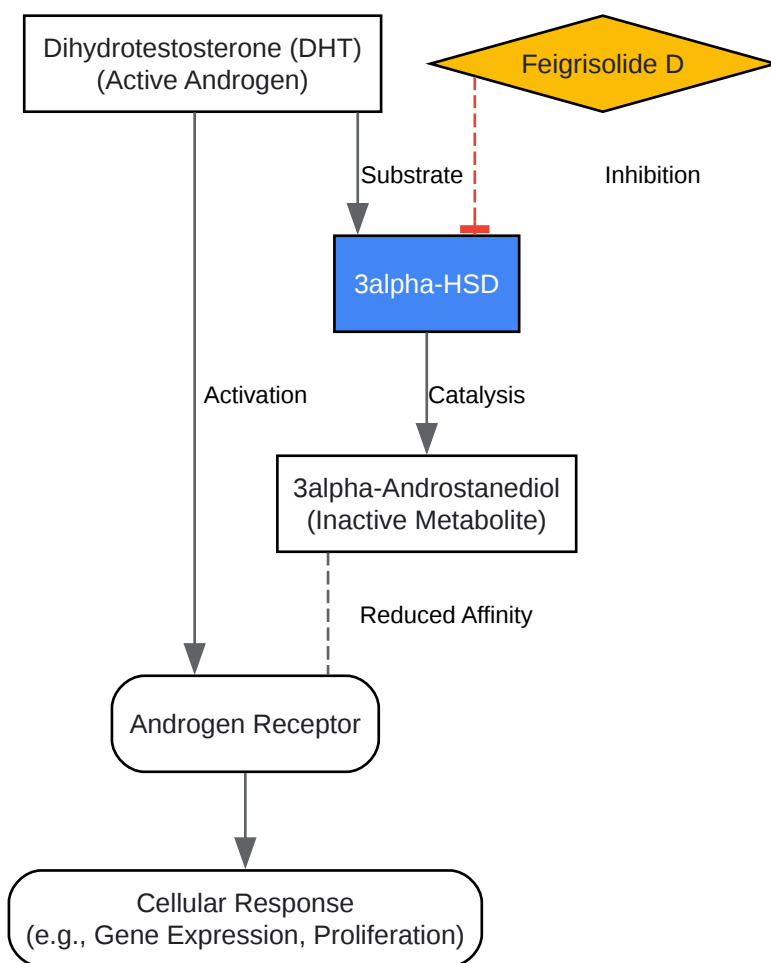 Dihydrotestosterone (DHT)
(Active Androgen)
Feigrisolide D
Substrate
Inhibition
3alpha-HSD
Activation
Catalysis
3alpha-Androstanediol
(Inactive Metabolite)
Reduced Affinity
Androgen Receptor
Cellular Response
(e.g., Gene Expression, Proliferation)